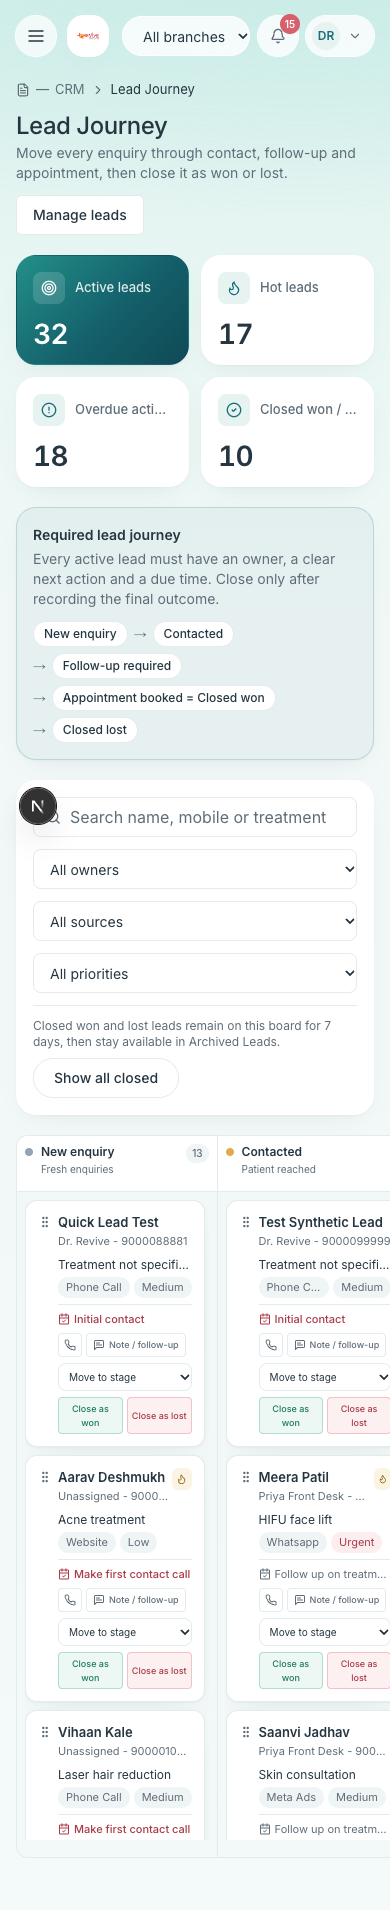 All branches
15
DR
— CRM > Lead Journey
Lead Journey
Move every enquiry through contact, follow-up and
appointment, then close it as won or lost.
Manage leads
Active leads
32
Hot leads
17
Overdue acti...
18
Closed won / ...
10
Required lead journey
Every active lead must have an owner, a clear
next action and a due time. Close only after
recording the final outcome.
New enquiry → Contacted
→ Follow-up required
→ Appointment booked = Closed won
→ Closed lost
N
Search name, mobile or treatment
All owners
All sources
All priorities
Closed won and lost leads remain on this board for 7
days, then stay available in Archived Leads.
Show all closed
New enquiry
13
Fresh enquiries
Quick Lead Test
Dr. Revive - 9000088881
Treatment not specifi...
Phone Call Medium
Initial contact
Note / follow-up
Move to stage
Close as
won
Close as lost
Aarav Deshmukh
Unassigned - 9000...
Acne treatment
Website Low
Make first contact call
Note / follow-up
Move to stage
Close as
won
Close as lost
Vihaan Kale
Unassigned - 9000010...
Laser hair reduction
Phone Call Medium
Make first contact call
Contacted
Patient reached
Test Synthetic Lead
Dr. Revive - 9000099999
Treatment not specifi...
Phone C... Medium
Initial contact
Note / follow-up
Move to stage
Close as
won
Close as
lost
Meera Patil
Priya Front Desk - ...
HIFU face lift
Whatsapp Urgent
Follow up on treatm...
Note / follow-up
Move to stage
Close as
won
Close as
lost
Saanvi Jadhav
Priya Front Desk - 900...
Skin consultation
Meta Ads Medium
Follow up on treatm...